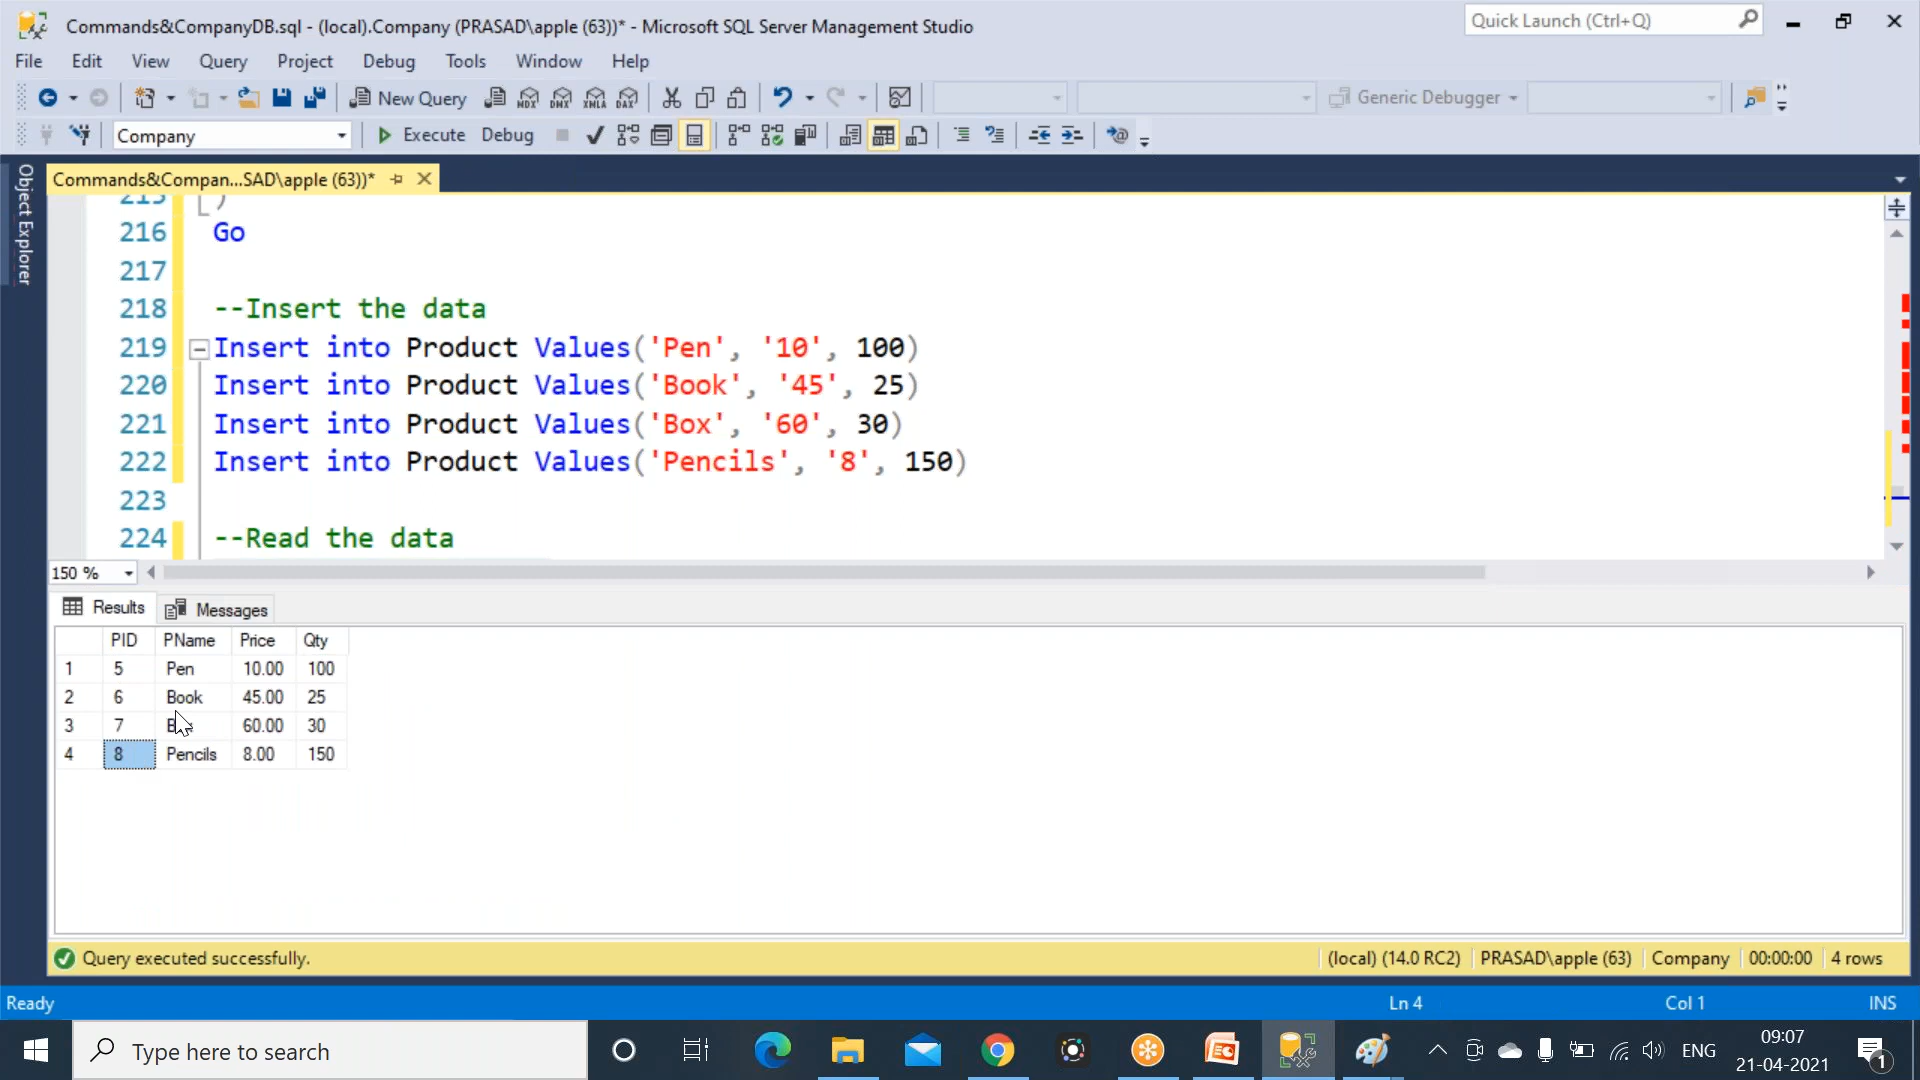 Commands&CompanyDB.sql - (local).Company (PRASAD\apple (63))* - Microsoft SQL Server Management Studio
Quick Launch (Ctrl+Q)
File Edit View Query Project Debug Tools Window Help
New Query MDX DMX XMLA DAX Generic Debugger
Company Execute Debug
Object Explorer
Commands&Compan...SAD\apple (63))*
215 )
216 Go
217
218 --Insert the data
219 Insert into Product Values('Pen', '10', 100)
220 Insert into Product Values('Book', '45', 25)
221 Insert into Product Values('Box', '60', 30)
222 Insert into Product Values('Pencils', '8', 150)
223
224 --Read the data
150 %
Results Messages
PID PName Price Qty
1 5 Pen 10.00 100
2 6 Book 45.00 25
3 7 60.00 30
4 8 Pencils 8.00 150
Query executed successfully.
(local) (14.0 RC2) PRASAD\apple (63) Company 00:00:00 4 rows
Ready Ln 4 Col 1 INS
Type here to search
ENG
09:07
21-04-2021
1